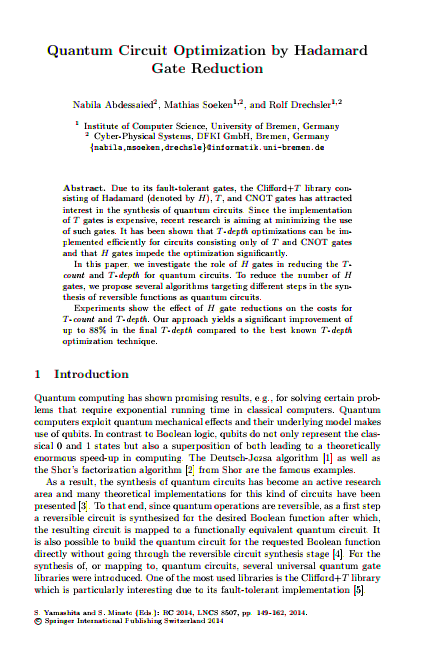 Quantum Circuit Optimization by Hadamard
Gate Reduction
Nabila Abdessaied2, Mathias Soeken1,2, and Rolf Drechsler1,2
1 Institute of Computer Science, University of Bremen, Germany
2 Cyber-Physical Systems, DFKI GmbH, Bremen, Germany
{nabila,msoeken,drechsle}@informatik.uni-bremen.de
Abstract. Due to its fault-tolerant gates, the Clifford+T library con-
sisting of Hadamard (denoted by H), T, and CNOT gates has attracted
interest in the synthesis of quantum circuits. Since the implementation
of T gates is expensive, recent research is aiming at minimizing the use
of such gates. It has been shown that T-depth optimizations can be im-
plemented efficiently for circuits consisting only of T and CNOT gates
and that H gates impede the optimization significantly.
In this paper, we investigate the role of H gates in reducing the T-
count and T-depth for quantum circuits. To reduce the number of H
gates, we propose several algorithms targeting different steps in the syn-
thesis of reversible functions as quantum circuits.
Experiments show the effect of H gate reductions on the costs for
T-count and T-depth. Our approach yields a significant improvement of
up to 88% in the final T-depth compared to the best known T-depth
optimization technique.
1 Introduction
Quantum computing has shown promising results, e.g., for solving certain prob-
lems that require exponential running time in classical computers. Quantum
computers exploit quantum mechanical effects and their underlying model makes
use of qubits. In contrast to Boolean logic, qubits do not only represent the clas-
sical 0 and 1 states but also a superposition of both leading to a theoretically
enormous speed-up in computing. The Deutsch-Jozsa algorithm [1] as well as
the Shor's factorization algorithm [2] from Shor are the famous examples.
As a result, the synthesis of quantum circuits has become an active research
area and many theoretical implementations for this kind of circuits have been
presented [3]. To that end, since quantum operations are reversible, as a first step
a reversible circuit is synthesized for the desired Boolean function after which,
the resulting circuit is mapped to a functionally equivalent quantum circuit. It
is also possible to build the quantum circuit for the requested Boolean function
directly without going through the reversible circuit synthesis stage [4]. For the
synthesis of, or mapping to, quantum circuits, several universal quantum gate
libraries were introduced. One of the most used libraries is the Clifford+T library
which is particularly interesting due to its fault-tolerant implementation [5].
S. Yamashita and S. Minato (Eds.): RC 2014, LNCS 8507, pp. 149–162, 2014.
© Springer International Publishing Switzerland 2014